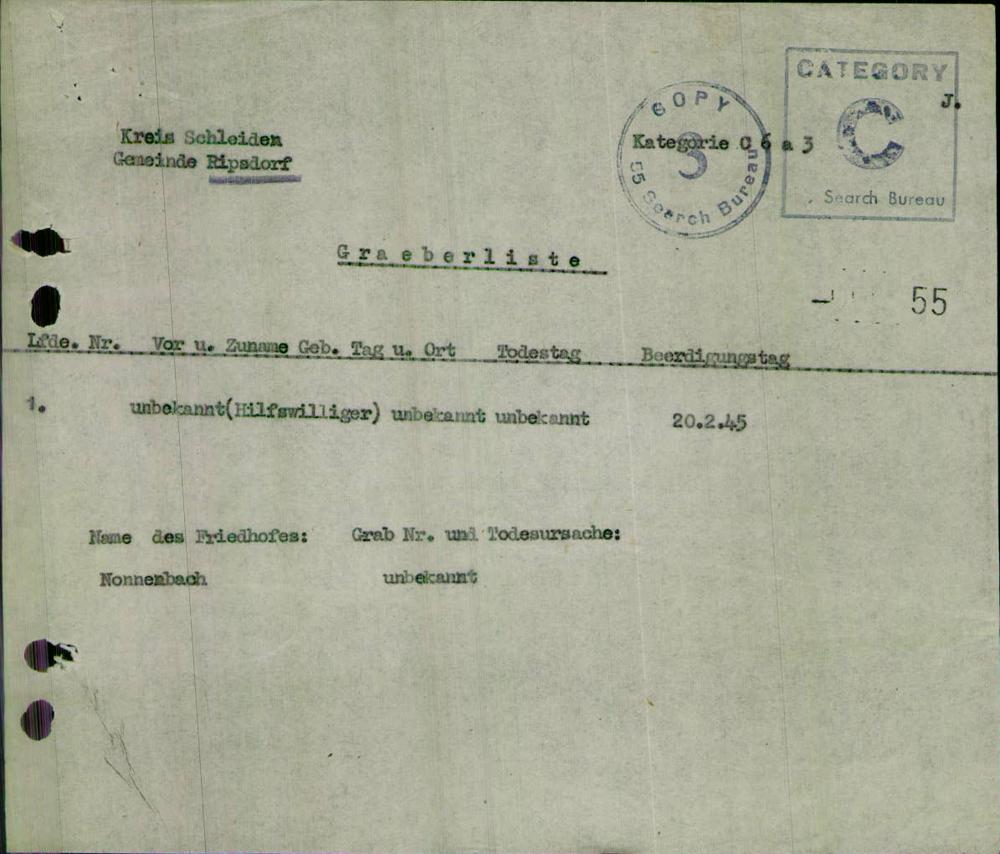 CATEGORY
C
Search Bureau
J.
COPY
3
55 Search Bureau
Kategorie C 6 a 3
Kreis Schleiden
Gemeinde Ripsdorf
Graeberliste
55
Lfde. Nr. Vor u. Zuname Geb. Tag u. Ort Todestag Beerdigungstag
1. unbekannt(Hilfswilliger) unbekannt unbekannt 20.2.45
Name des Friedhofes: Grab Nr. und Todesursache:
Nonnenbach unbekannt